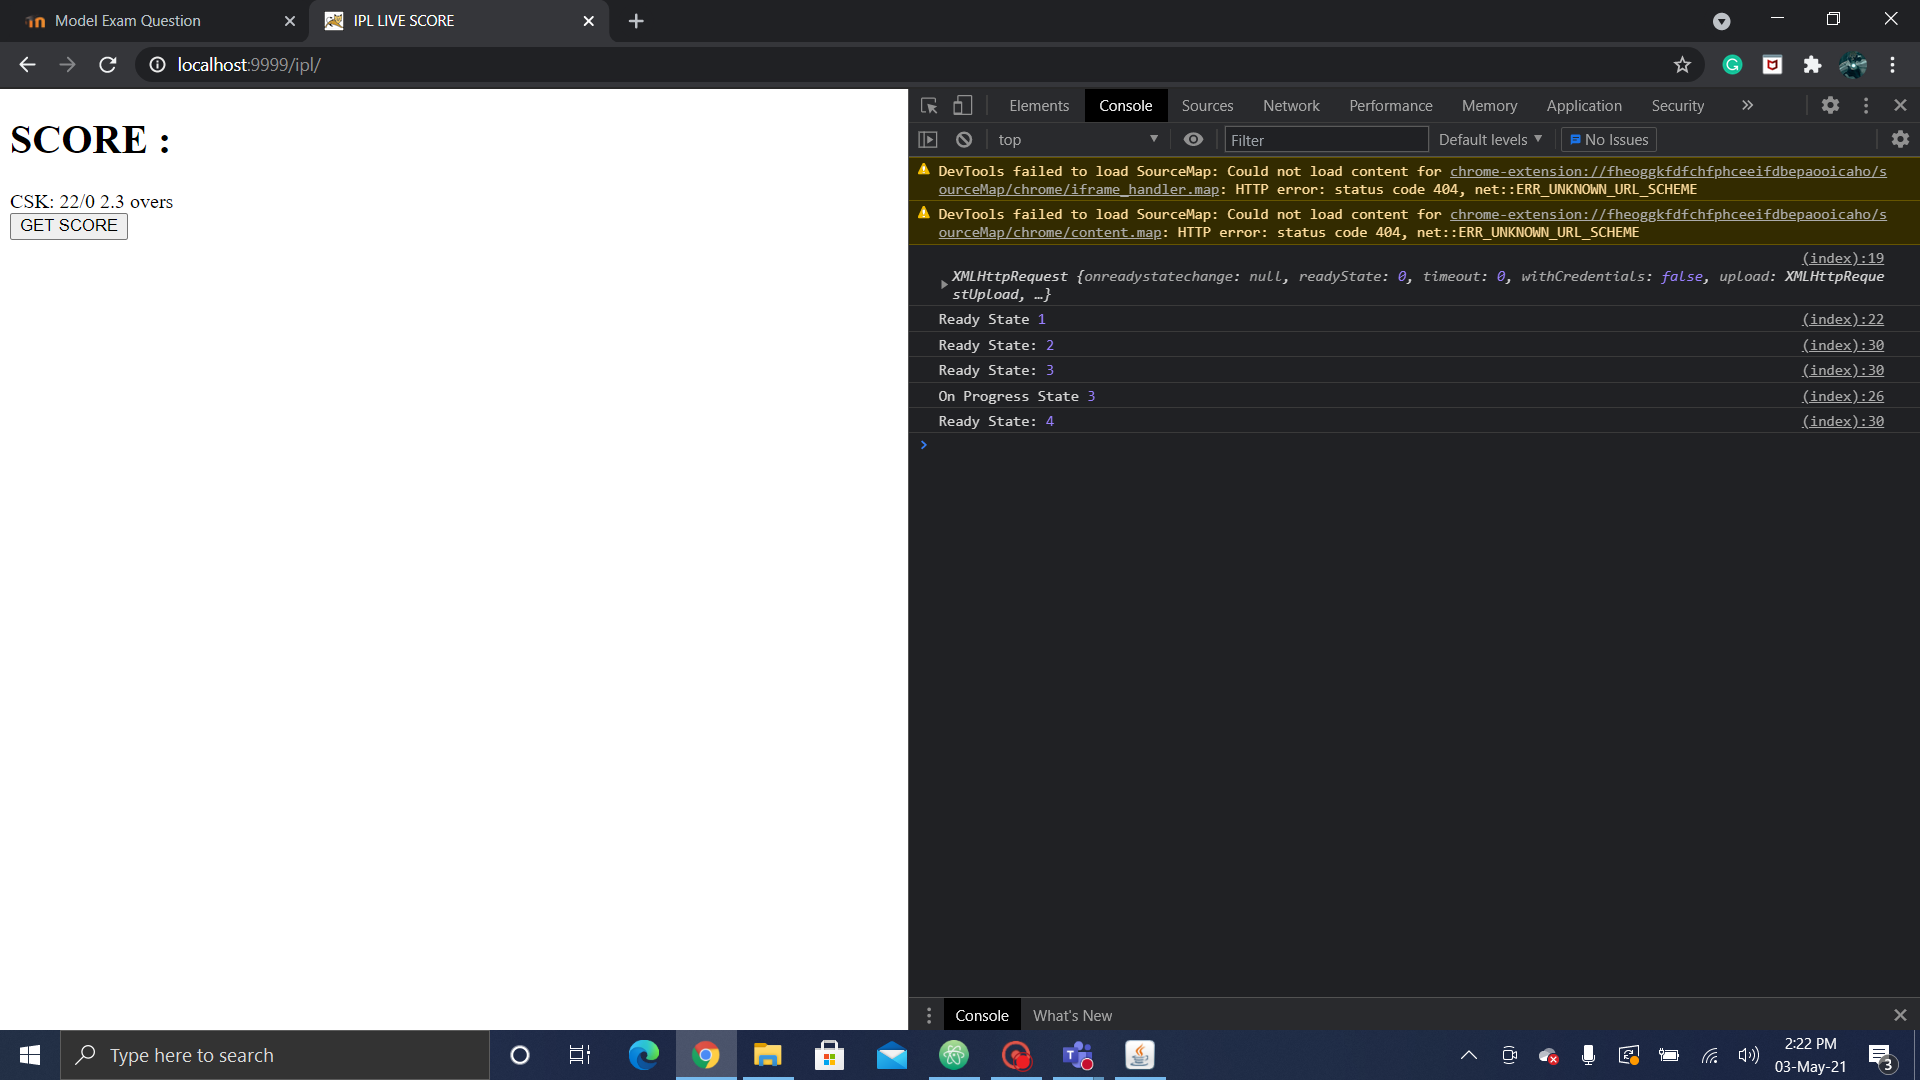 Model Exam Question
IPL LIVE SCORE
localhost:9999/ipl/
SCORE :
CSK: 22/0 2.3 overs
GET SCORE
Elements Console Sources Network Performance Memory Application Security
top Filter Default levels No Issues
DevTools failed to load SourceMap: Could not load content for chrome-extension://fheoggkfdfchfphceeifdbepaooicaho/s
ourceMap/chrome/iframe_handler.map: HTTP error: status code 404, net::ERR_UNKNOWN_URL_SCHEME
DevTools failed to load SourceMap: Could not load content for chrome-extension://fheoggkfdfchfphceeifdbepaooicaho/s
ourceMap/chrome/content.map: HTTP error: status code 404, net::ERR_UNKNOWN_URL_SCHEME
(index):19
XMLHttpRequest {onreadystatechange: null, readyState: 0, timeout: 0, withCredentials: false, upload: XMLHttpReque
stUpload, …}
Ready State 1 (index):22
Ready State: 2 (index):30
Ready State: 3 (index):30
On Progress State 3 (index):26
Ready State: 4 (index):30
Console What's New
Type here to search
2:22 PM
03-May-21
3